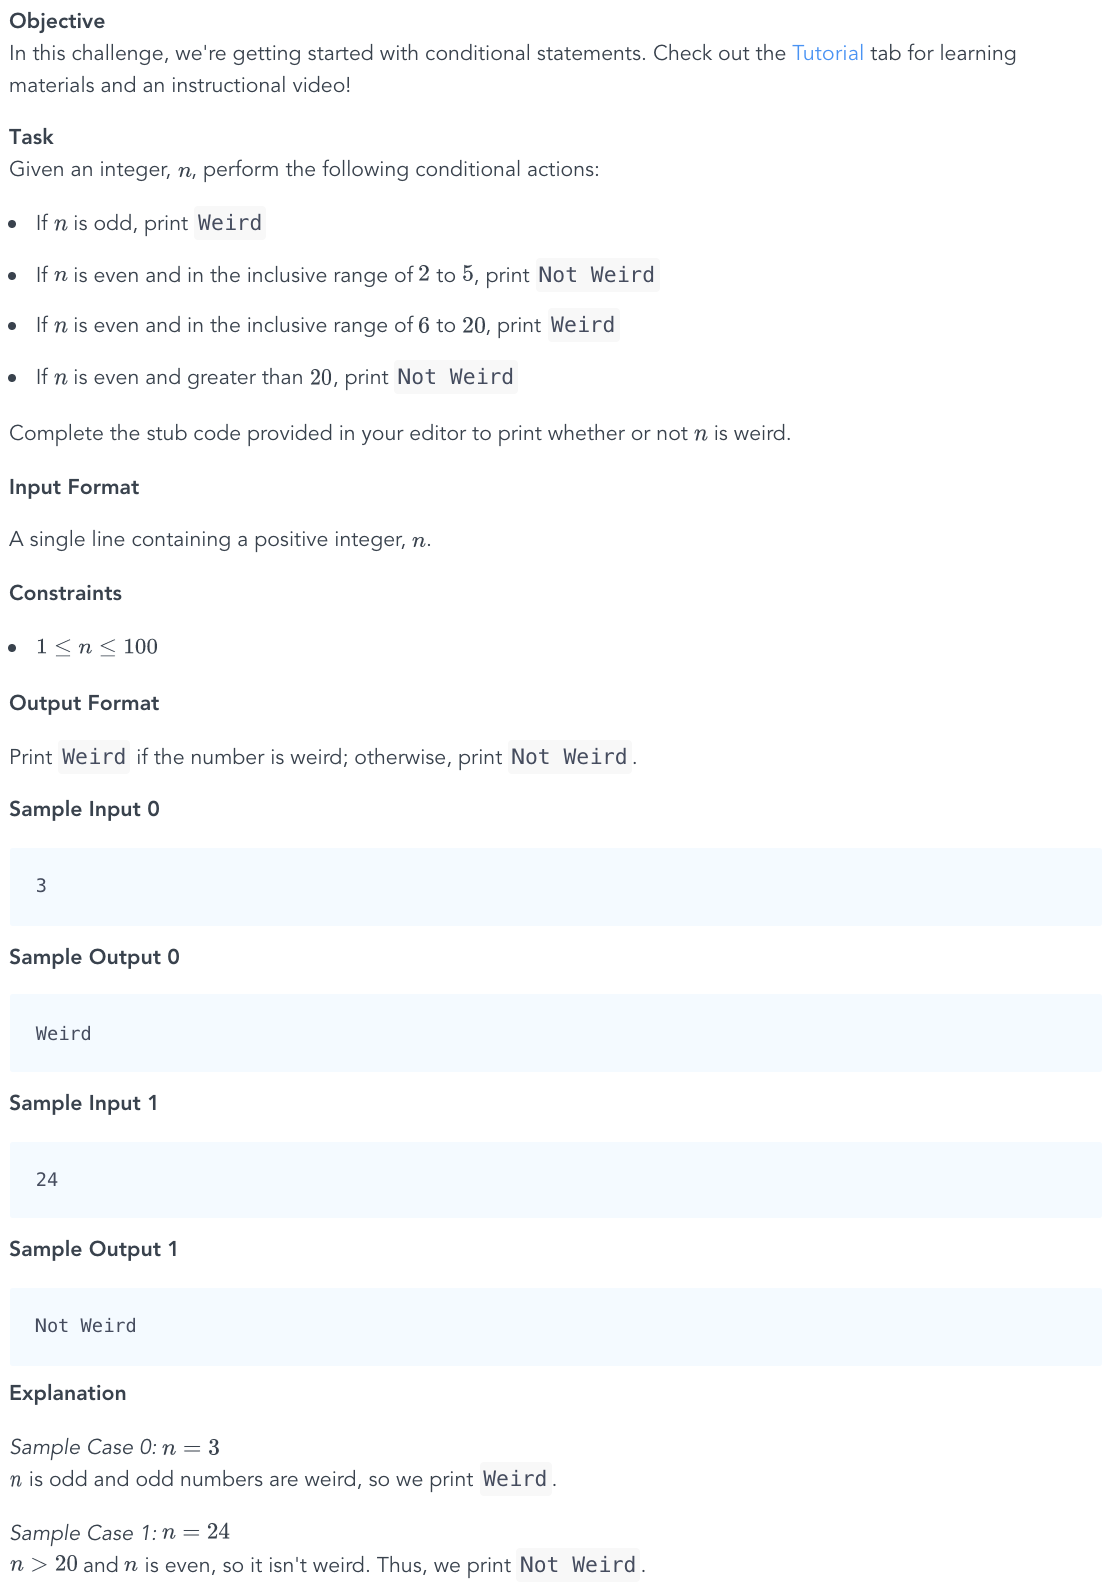 Objective
In this challenge, we're getting started with conditional statements. Check out the Tutorial tab for learning
materials and an instructional video!
Task
Given an integer, n, perform the following conditional actions:
• If n is odd, print Weird
• If n is even and in the inclusive range of 2 to 5, print Not Weird
• If n is even and in the inclusive range of 6 to 20, print Weird
• If n is even and greater than 20, print Not Weird
Complete the stub code provided in your editor to print whether or not n is weird.
Input Format
A single line containing a positive integer, n.
Constraints
• 1 ≤ n ≤ 100
Output Format
Print Weird if the number is weird; otherwise, print Not Weird.
Sample Input 0
3
Sample Output 0
Weird
Sample Input 1
24
Sample Output 1
Not Weird
Explanation
Sample Case 0: n = 3
n is odd and odd numbers are weird, so we print Weird.
Sample Case 1: n = 24
n > 20 and n is even, so it isn't weird. Thus, we print Not Weird.